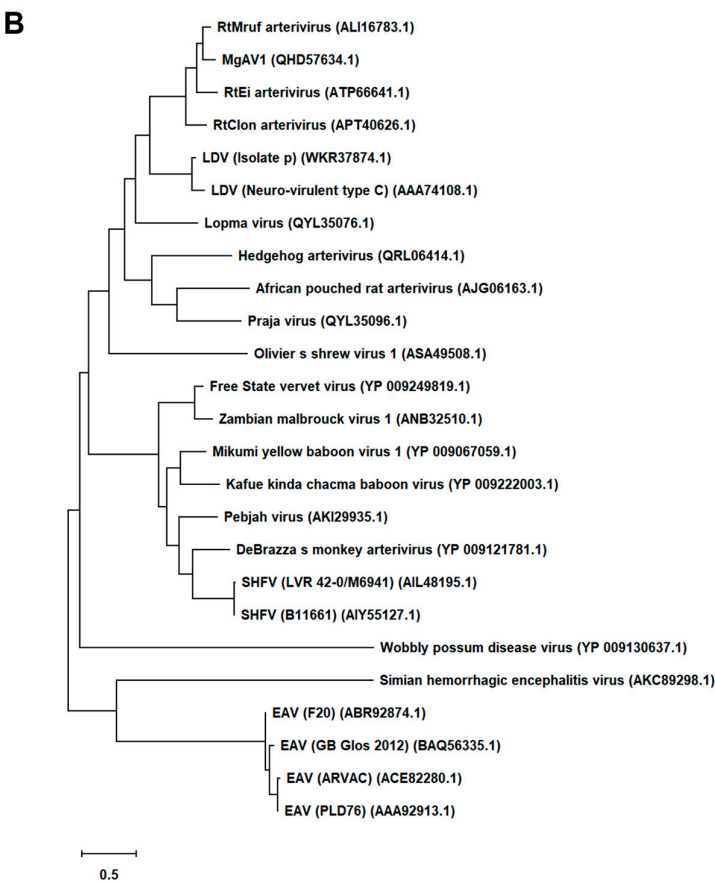 B
RtMruf arterivirus (ALI16783.1)
MgAV1 (QHD57634.1)
RtEi arterivirus (ATP66641.1)
RtClon arterivirus (APT40626.1)
LDV (Isolate p) (WKR37874.1)
LDV (Neuro-virulent type C) (AAA74108.1)
Lopma virus (QYL35076.1)
Hedgehog arterivirus (QRL06414.1)
African pouched rat arterivirus (AJG06163.1)
Praja virus (QYL35096.1)
Olivier s shrew virus 1 (ASA49508.1)
Free State vervet virus (YP 009249819.1)
Zambian malbrouck virus 1 (ANB32510.1)
Mikumi yellow baboon virus 1 (YP 009067059.1)
Kafue kinda chacma baboon virus (YP 009222003.1)
Pebjah virus (AKI29935.1)
DeBrazza s monkey arterivirus (YP 009121781.1)
SHFV (LVR 42-0/M6941) (AIL48195.1)
SHFV (B11661) (AIY55127.1)
Wobbly possum disease virus (YP 009130637.1)
Simian hemorrhagic encephalitis virus (AKC89298.1)
EAV (F20) (ABR92874.1)
EAV (GB Glos 2012) (BAQ56335.1)
EAV (ARVAC) (ACE82280.1)
EAV (PLD76) (AAA92913.1)
0.5